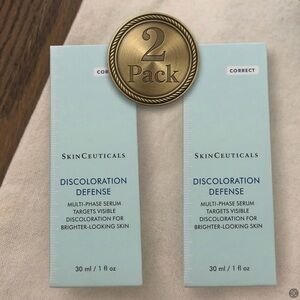 2
Pack
COR
SKINCEUTICALS
DISCOLORATION
DEFENSE
MULTI-PHASE SERUM
TARGETS VISIBLE
DISCOLORATION FOR
BRIGHTER-LOOKING SKIN
30 ml / 1 fl oz
CORRECT
SKINCEUTICALS
DISCOLORATION
DEFENSE
MULTI-PHASE SERUM
TARGETS VISIBLE
DISCOLORATION FOR
BRIGHTER-LOOKING SKIN
30 ml / 1 fl oz